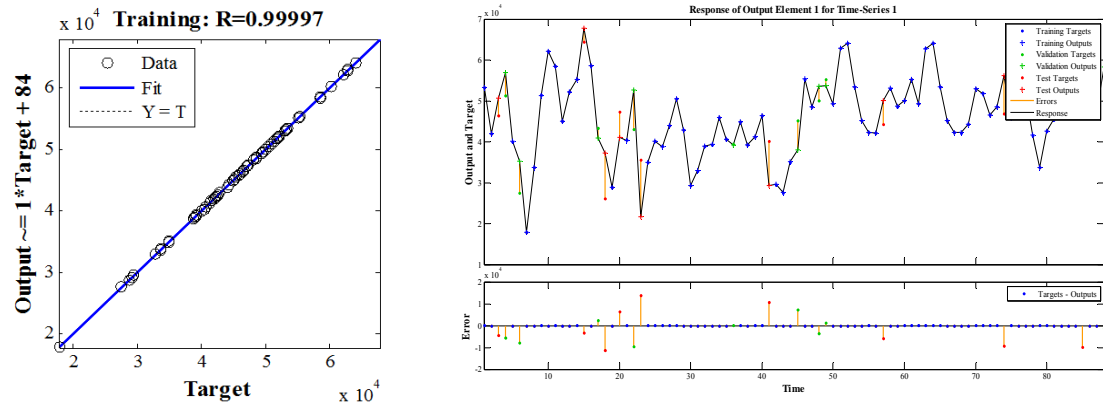 x 10^4
Training: R=0.99997
Data
Fit
Y = T
Output ~= 1*Target + 84
6
5
4
3
2
2
3
4
5
6
x 10^4
Target
Response of Output Element 1 for Time-Series 1
x 10^4
7
6
5
4
3
2
1
Output and Target
Training Targets
Training Outputs
Validation Targets
Validation Outputs
Test Targets
Test Outputs
Errors
Response
x 10^4
2
1
0
-1
-2
Error
Targets - Outputs
10
20
30
40
50
60
70
80
Time